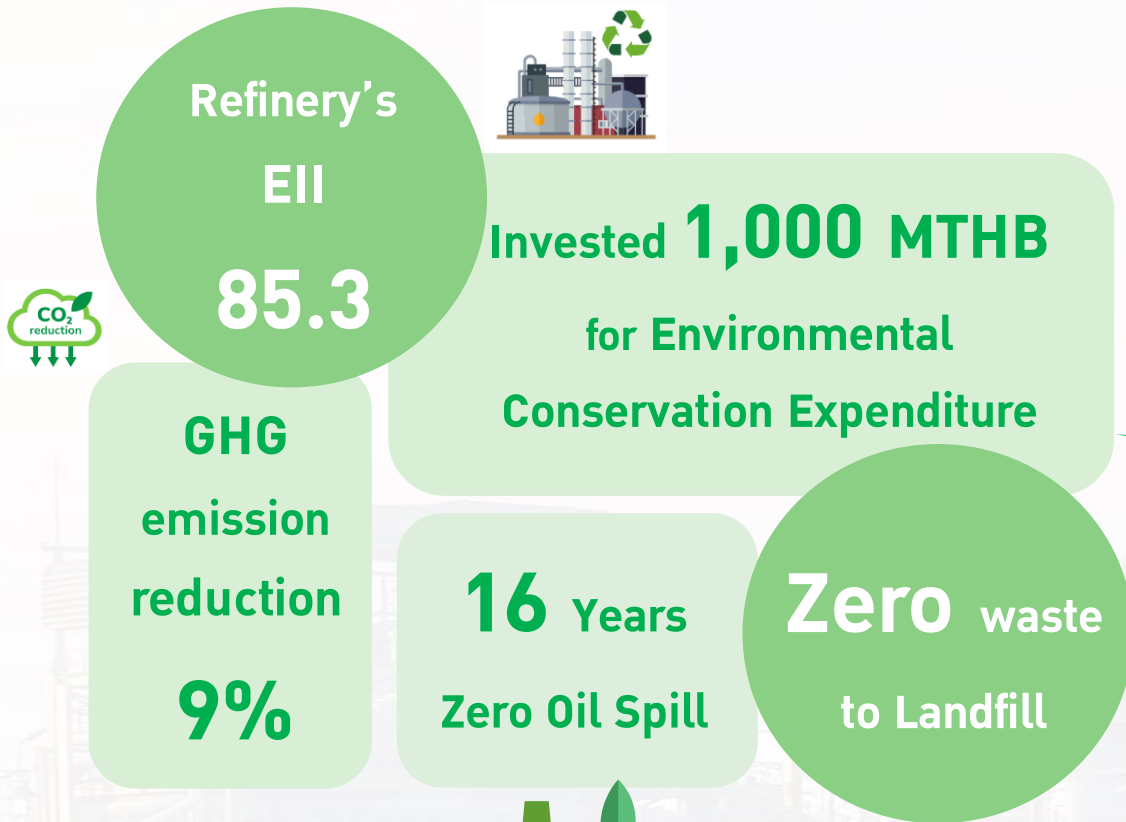 Refinery’s
EII
85.3
Invested 1,000 MTHB
for Environmental
Conservation Expenditure
CO₂
reduction
GHG
emission
reduction
9%
16 Years
Zero Oil Spill
Zero waste
to Landfill